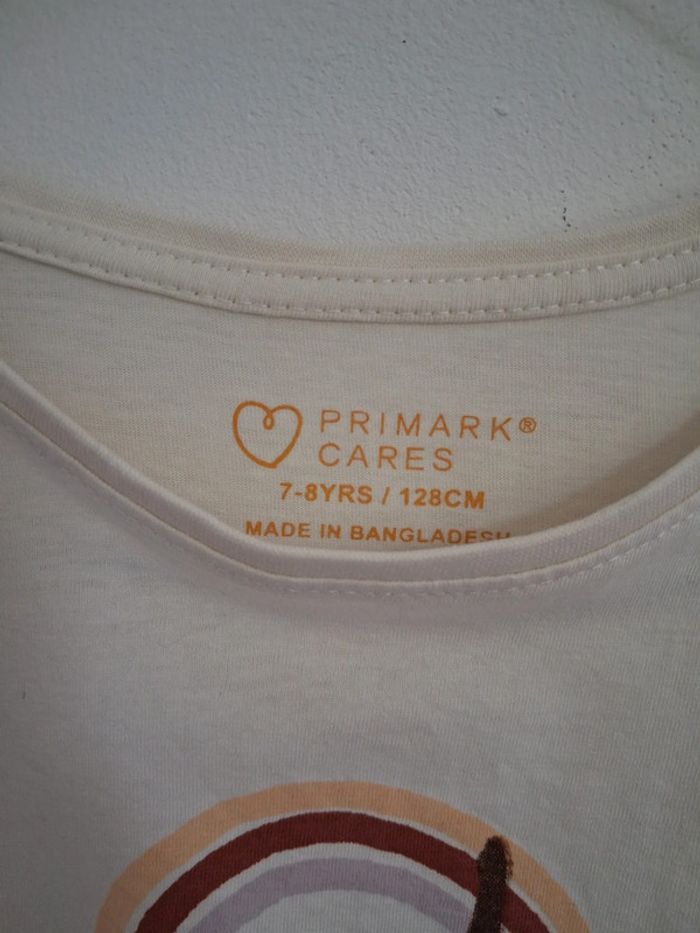 PRIMARK®
CARES
7-8YRS / 128CM
MADE IN BANGLADESH